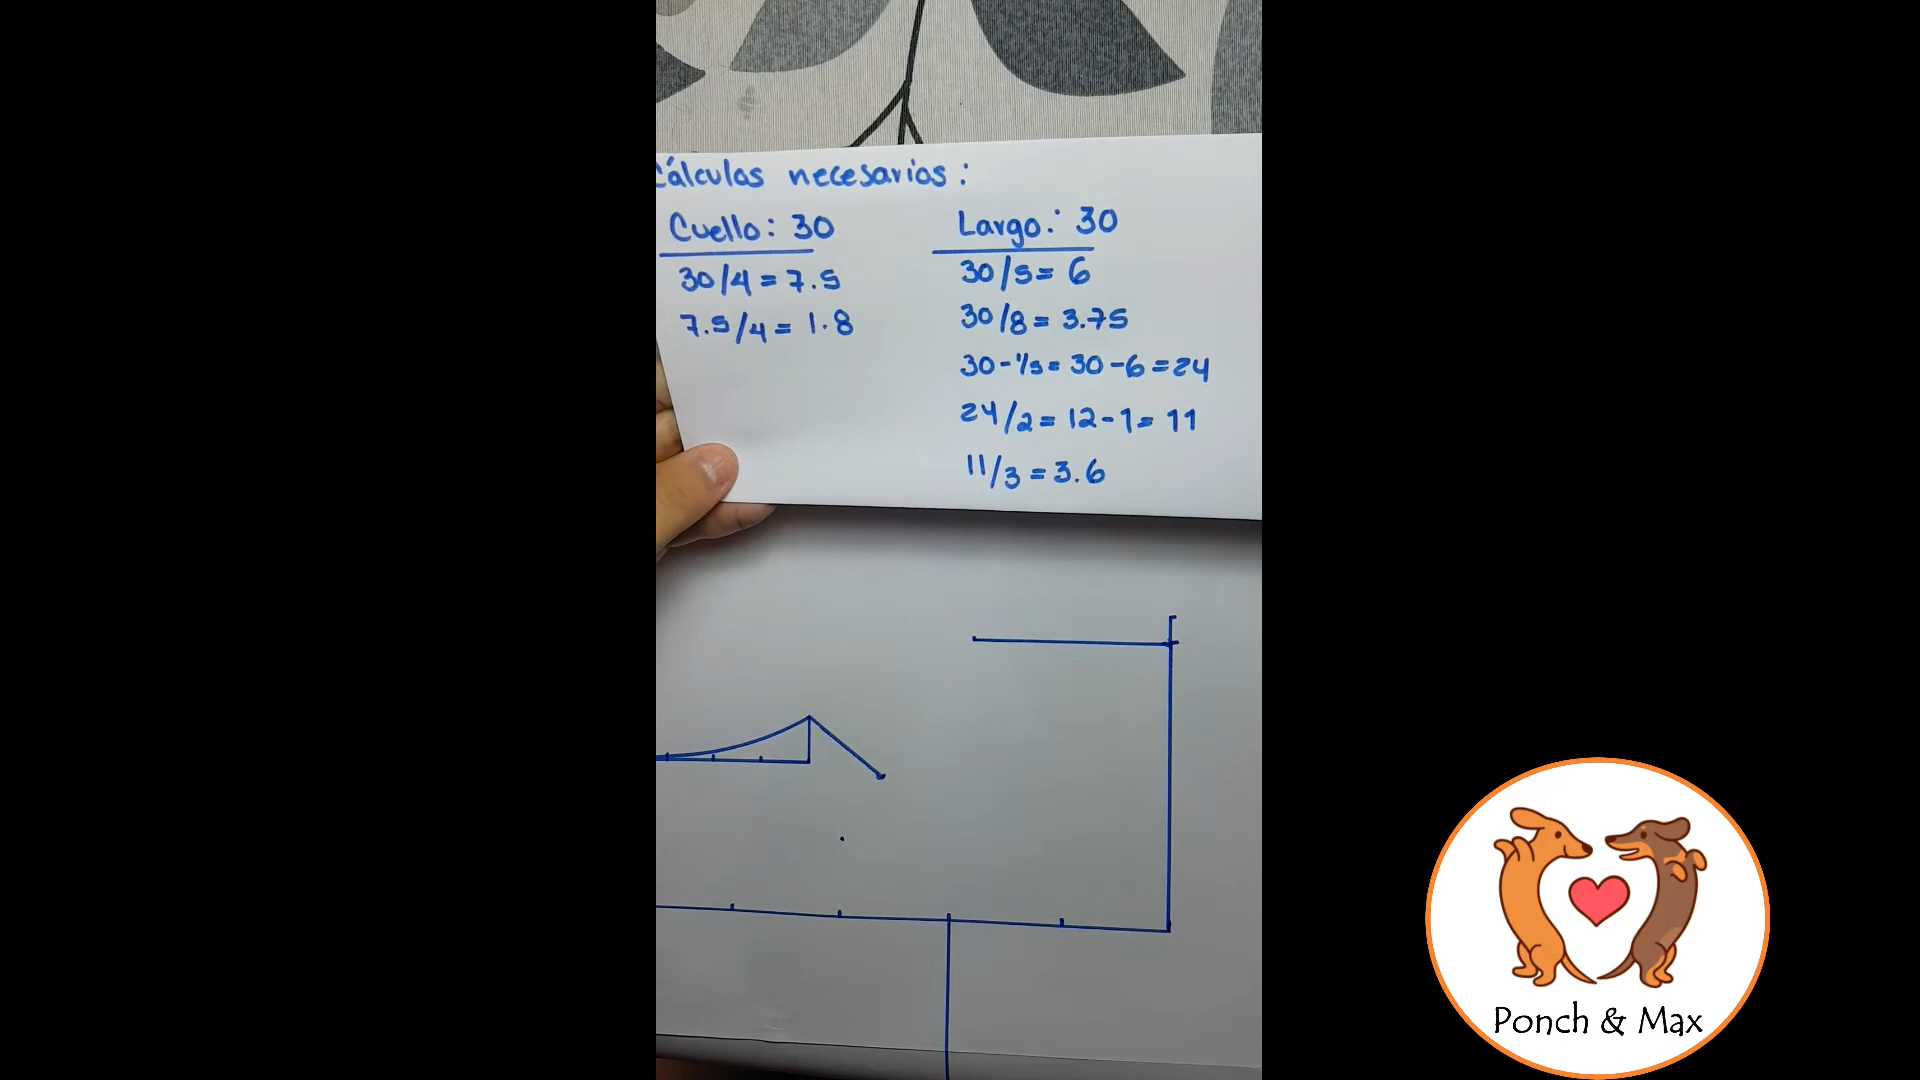 Cálculos necesarios:
Cuello: 30
30/4 = 7.5
7.5/4 = 1.8
Largo: 30
30/5 = 6
30/8 = 3.75
30 - 1/5 = 30 - 6 = 24
24/2 = 12 - 1 = 11
11/3 = 3.6
Ponch & Max